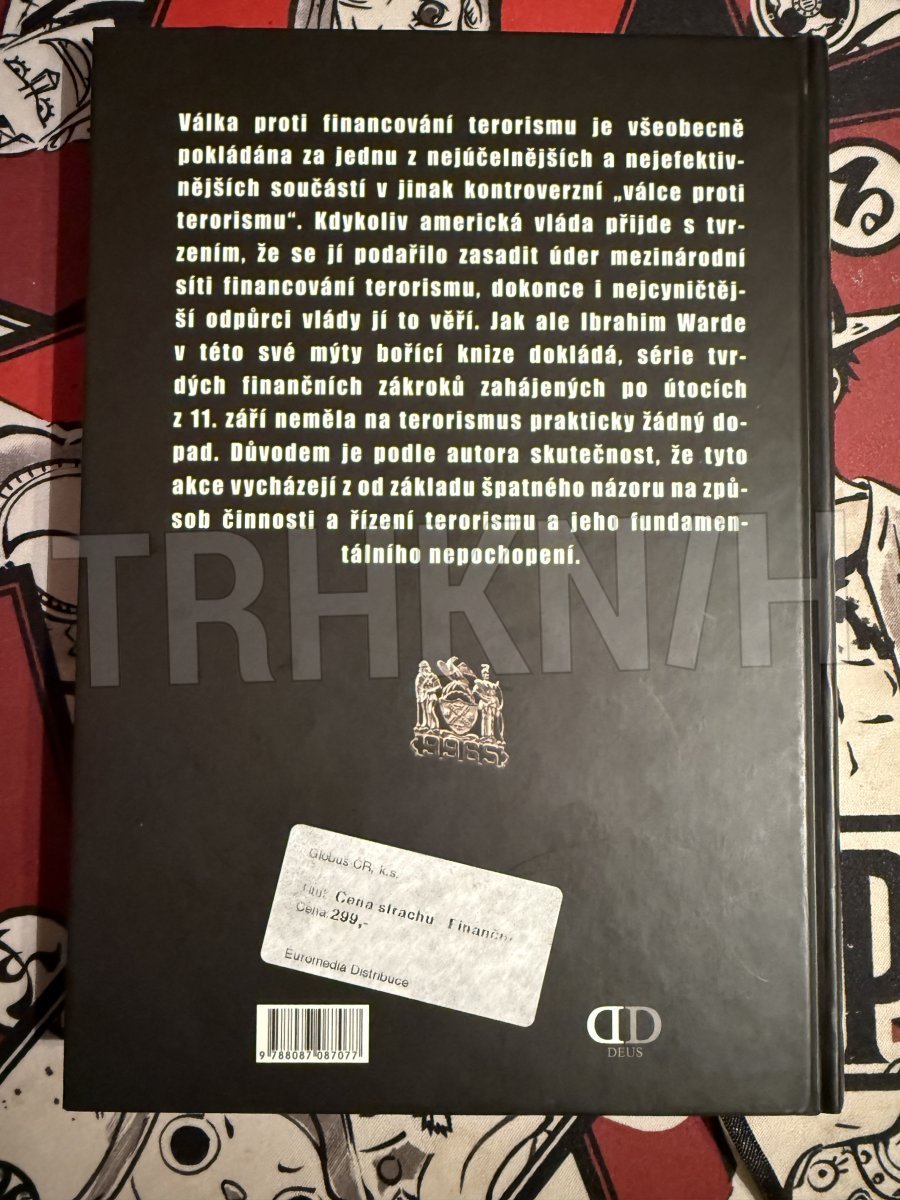 Válka proti financování terorismu je všeobecně
pokládána za jednu z nejúčelnějších a nejefektiv-
nějších součástí v jinak kontroverzní „válce proti
terorismu“. Kdykoliv americká vláda přijde s tvr-
zením, že se jí podařilo zasadit úder mezinárodní
síti financování terorismu, dokonce i nejcyničtěj-
ší odpůrci vlády jí to věří. Jak ale Ibrahim Warde
v této své mýty bořící knize dokládá, série tvr-
dých finančních zákroků zahájených po útocích
z 11. září neměla na terorismus prakticky žádný do-
pad. Důvodem je podle autora skutečnost, že tyto
akce vycházejí z od základu špatného názoru na způ-
sob činnosti a řízení terorismu a jeho fundamen-
tálního nepochopení.
TRHKNIH
Globus ČR, k.s.
Titul: Cena strachu Finančn
Cena: 299,-
Euromedia Distribuce
9 788087 087077
DEUS
る